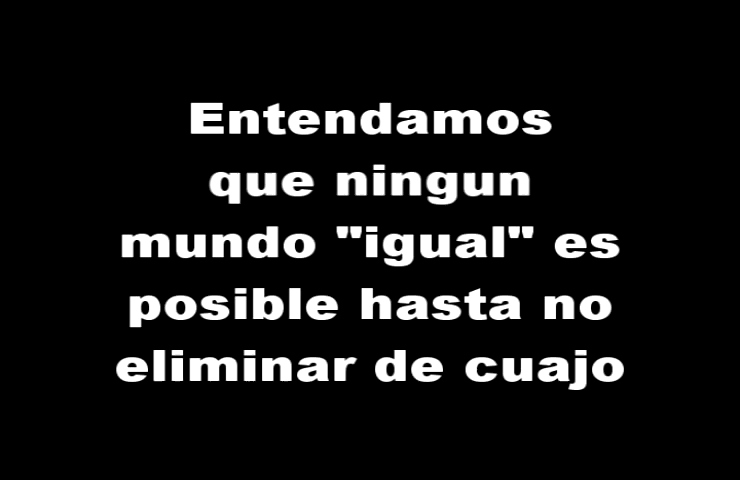 Entendamos
que ningun
mundo "igual" es
posible hasta no
eliminar de cuajo